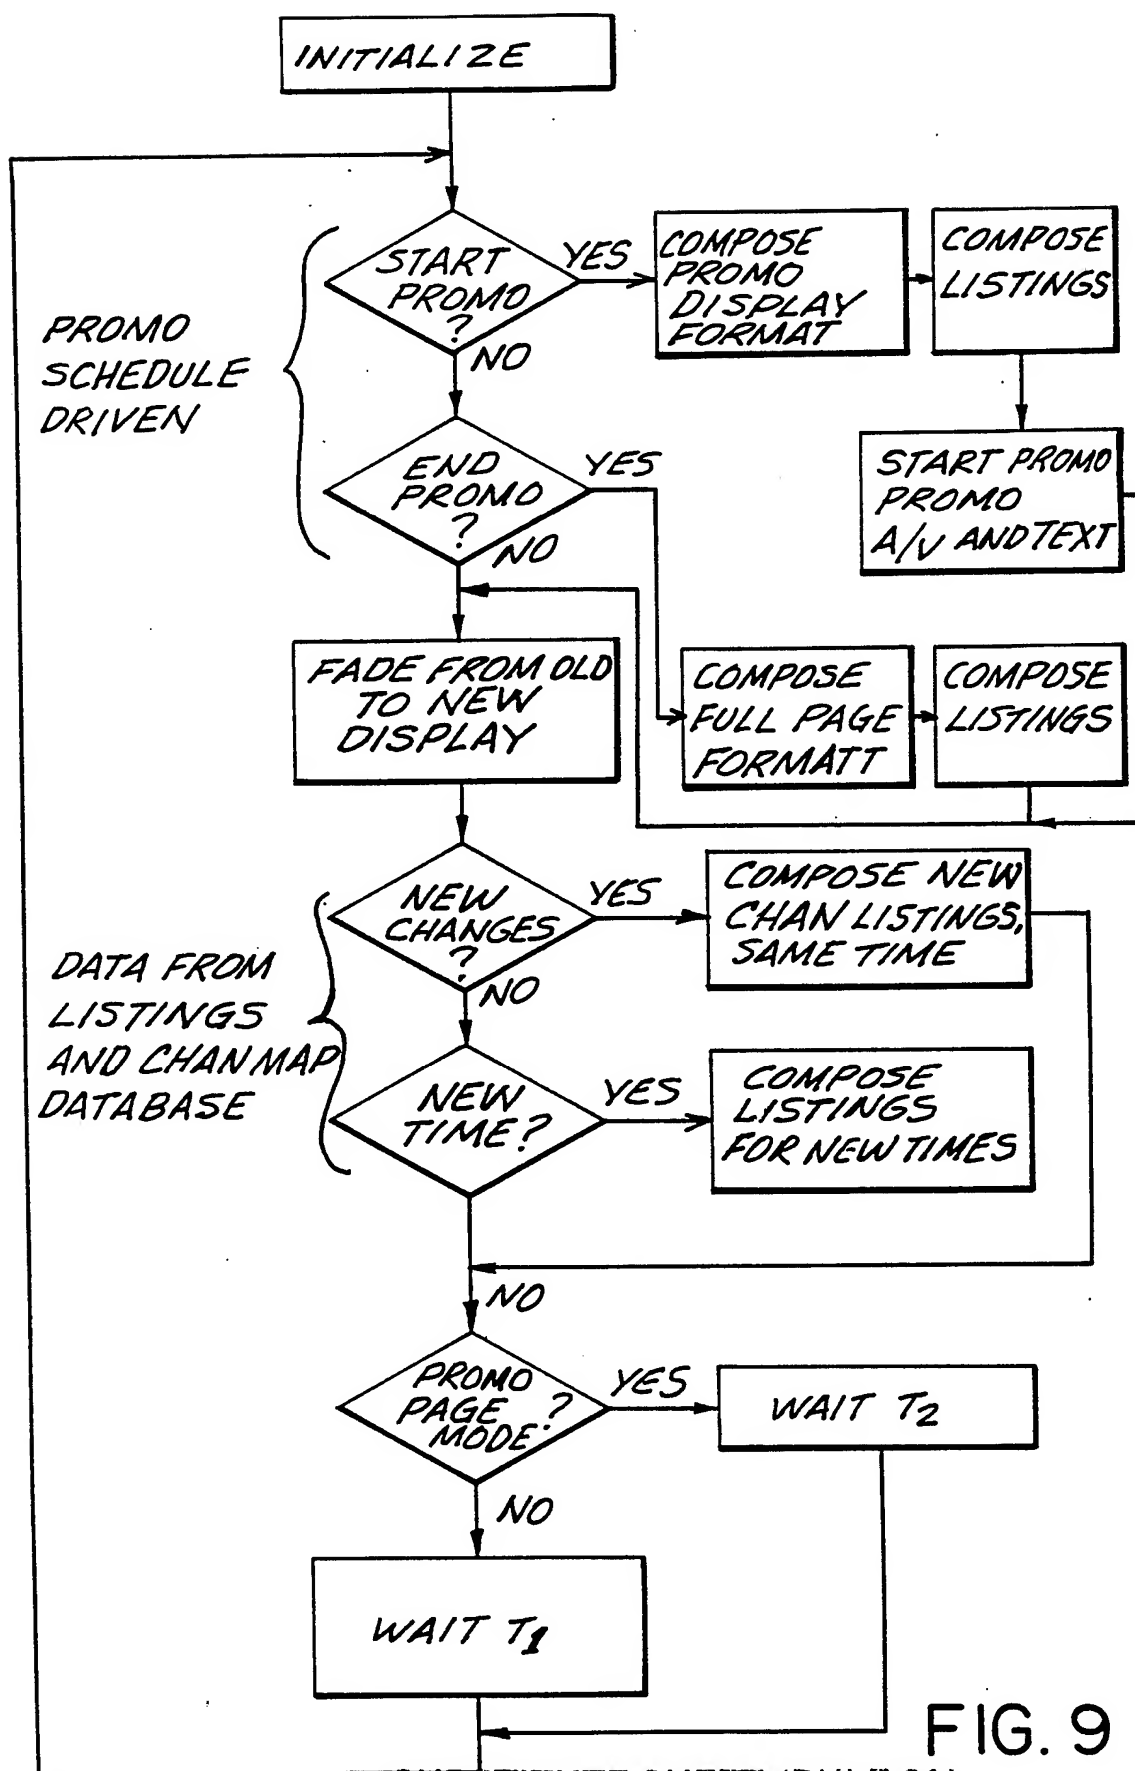 INITIALIZE
START
PROMO
?
YES
NO
COMPOSE
PROMO
DISPLAY
FORMAT
COMPOSE
LISTINGS
PROMO
SCHEDULE
DRIVEN
END
PROMO
?
YES
NO
START PROMO
PROMO
A/V AND TEXT
FADE FROM OLD
TO NEW
DISPLAY
COMPOSE
FULL PAGE
FORMATT
COMPOSE
LISTINGS
NEW
CHANGES
?
YES
NO
COMPOSE NEW
CHAN LISTINGS,
SAME TIME
DATA FROM
LISTINGS
AND CHAN MAP
DATABASE
NEW
TIME?
YES
COMPOSE
LISTINGS
FOR NEW TIMES
NO
PROMO
PAGE ?
MODE
YES
WAIT T2
NO
WAIT T1
FIG. 9